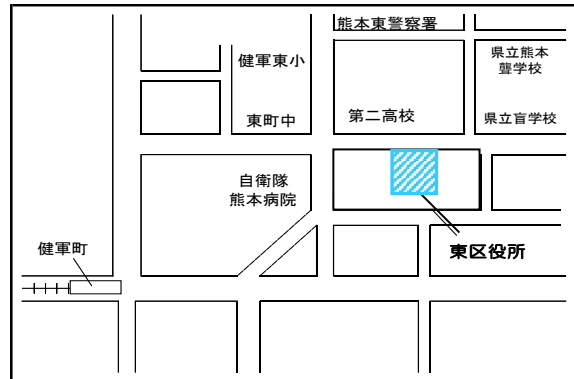 熊本東警察署
健軍東小
県立熊本
聾学校
東町中
第二高校
県立盲学校
自衛隊
熊本病院
健軍町
東区役所